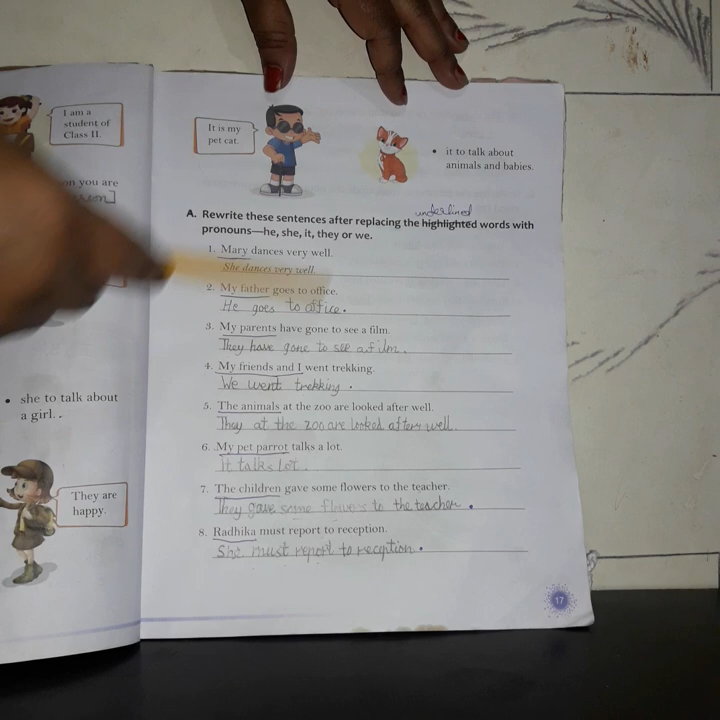 I am a
student of
Class II.
on you are
she to talk about
a girl. .
They are
happy.
It is my
pet cat.
• it to talk about
animals and babies.
underlined
A. Rewrite these sentences after replacing the highlighted words with
pronouns—he, she, it, they or we.
1. Mary dances very well.
She dances very well.
2. My father goes to office.
He goes to office.
3. My parents have gone to see a film.
They have gone to see a film.
4. My friends and I went trekking.
We went trekking.
5. The animals at the zoo are looked after well.
They at the zoo are looked after well.
6. My pet parrot talks a lot.
It talks lot.
7. The children gave some flowers to the teacher.
They gave some to the teacher.
8. Radhika must report to reception.
She must report to reception.
17